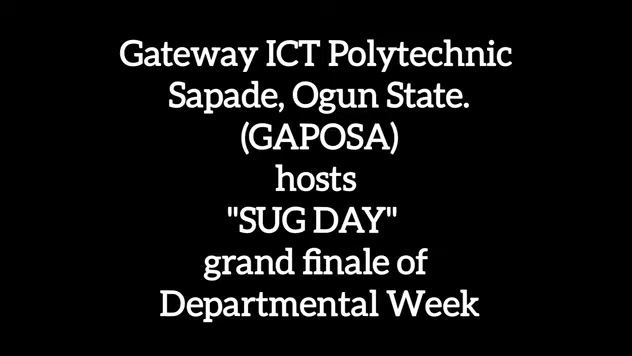 Gateway ICT Polytechnic
Sapade, Ogun State.
(GAPOSA)
hosts
"SUG DAY"
grand finale of
Departmental Week